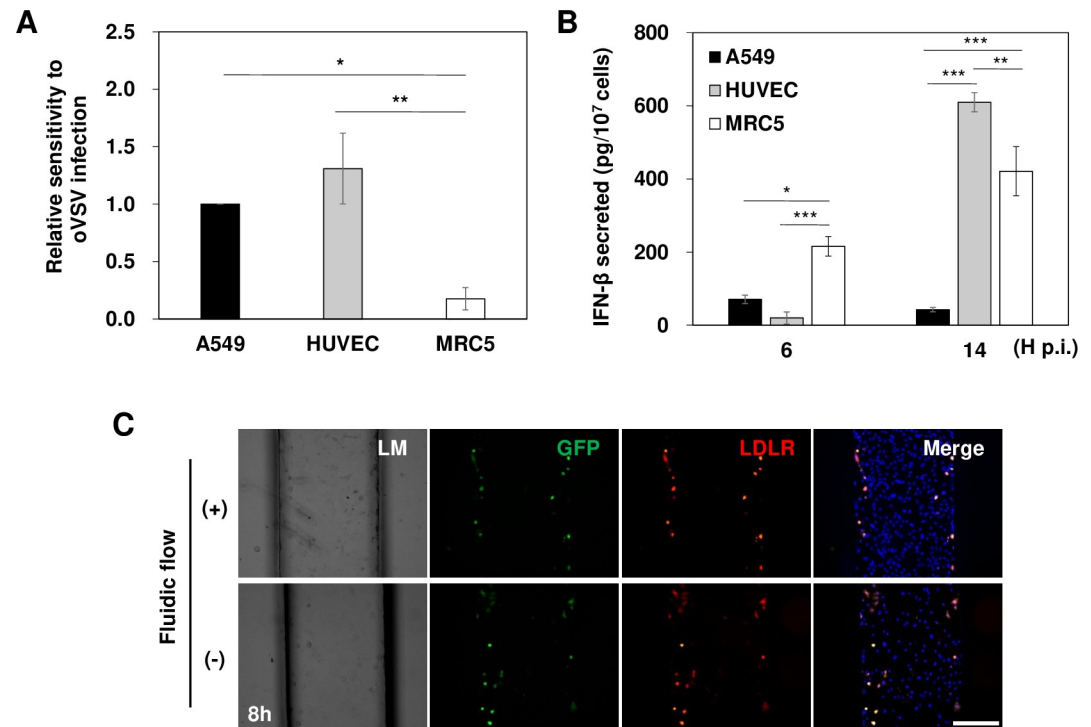 A
Relative sensitivity to
oVSV infection
2.5
2.0
1.5
1.0
0.5
0.0
*
**
A549
HUVEC
MRC5
B
IFN-β secreted (pg/10⁷ cells)
800
600
400
200
0
A549
HUVEC
MRC5
*
***
***
***
**
6
14
(H p.i.)
C
Fluidic flow
(+)
(-)
LM
GFP
LDLR
Merge
8h